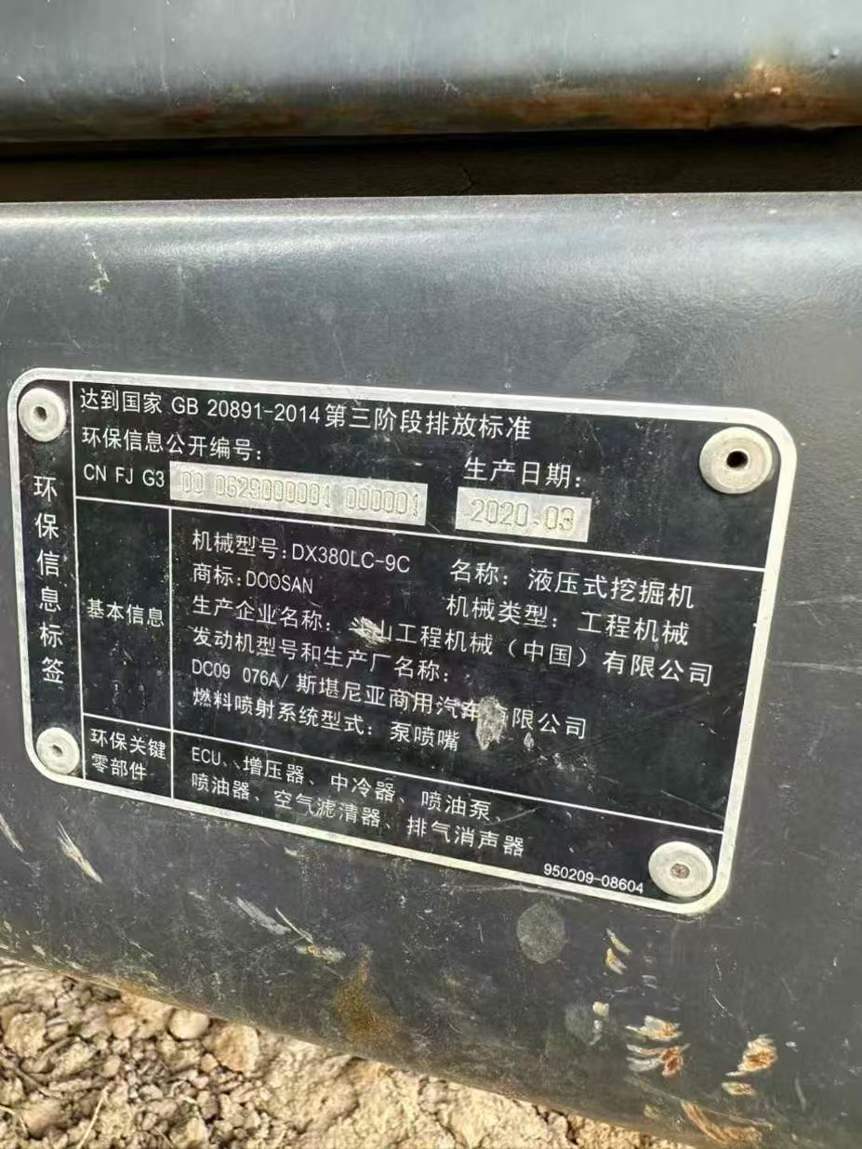 达到国家 GB 20891-2014第三阶段排放标准
环保信息公开编号:
生产日期:
CN FJ G3 00 0629000001 000001
2020.03
环保信息标签
基本信息
机械型号:DX380LC-9C
名称: 液压式挖掘机
商标:DOOSAN
机械类型: 工程机械
生产企业名称: 山工程机械(中国)有限公司
发动机型号和生产厂名称:
DC09 076A/斯堪尼亚商用汽车限公司
燃料喷射系统型式: 泵喷嘴
环保关键
零部件
ECU、增压器、中冷器、喷油泵、
喷油器、空气滤清器、排气消声器
950209-08604